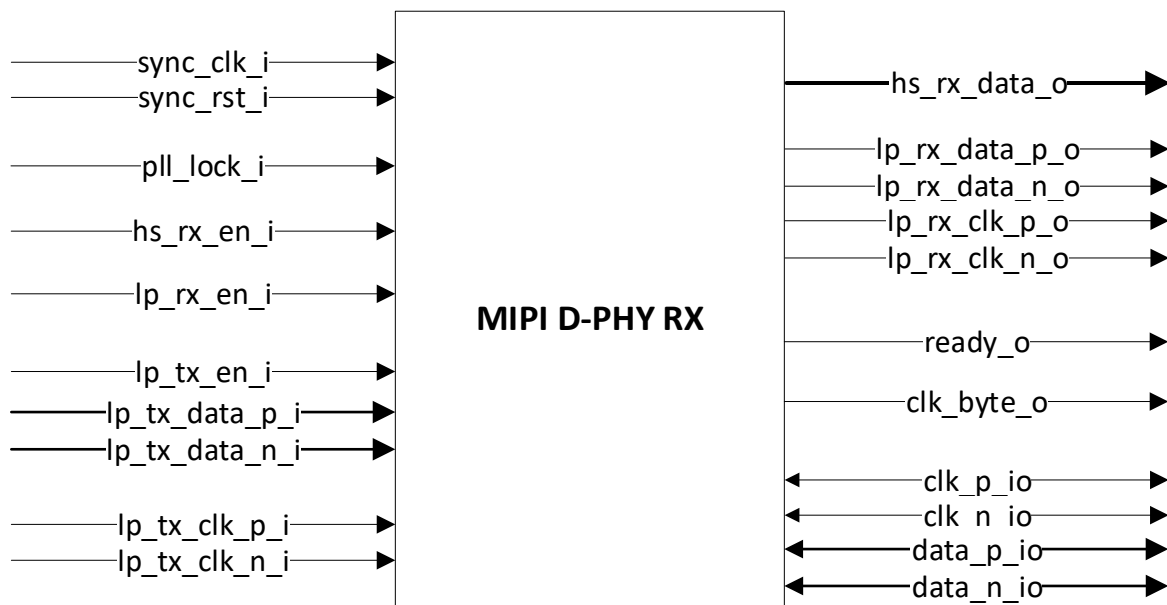 sync_clk_i
sync_rst_i
pll_lock_i
hs_rx_en_i
lp_rx_en_i
lp_tx_en_i
lp_tx_data_p_i
lp_tx_data_n_i
lp_tx_clk_p_i
lp_tx_clk_n_i
MIPI D-PHY RX
hs_rx_data_o
lp_rx_data_p_o
lp_rx_data_n_o
lp_rx_clk_p_o
lp_rx_clk_n_o
ready_o
clk_byte_o
clk_p_io
clk_n_io
data_p_io
data_n_io